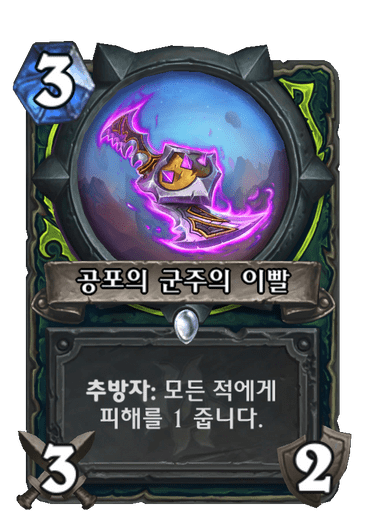 3
공포의 군주의 이빨
추방자: 모든 적에게
피해를 1 줍니다.
3
2